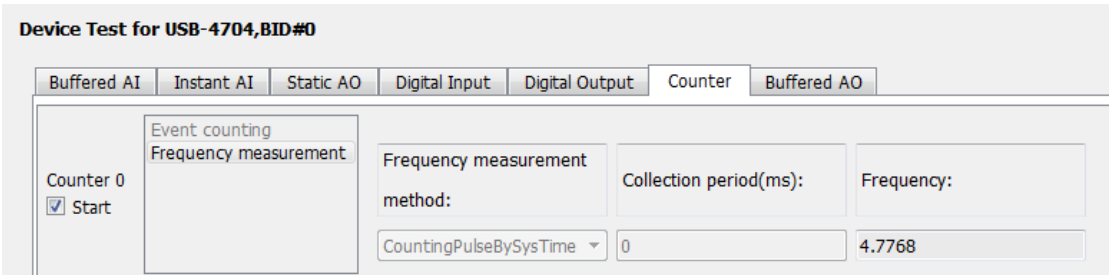 Device Test for USB-4704,BID#0
Buffered AI Instant AI Static AO Digital Input Digital Output Counter Buffered AO
Event counting
Frequency measurement
Counter 0
Start
Frequency measurement
method:
Collection period(ms):
Frequency:
CountingPulseBySysTime
0
4.7768